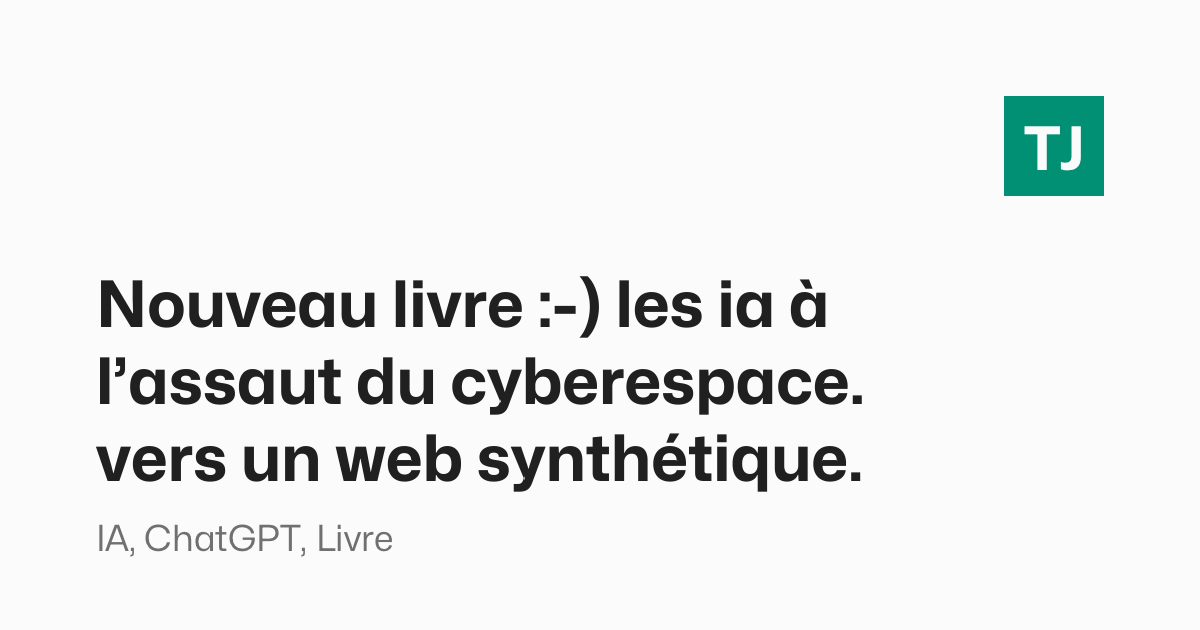 TJ
Nouveau livre :-) les ia à
l’assaut du cyberespace.
vers un web synthétique.
IA, ChatGPT, Livre